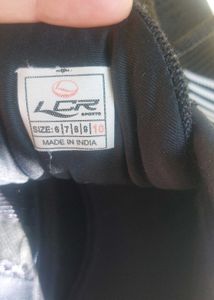 LCR
SPORTS
SIZE: 6|7|8|9|10
MADE IN INDIA